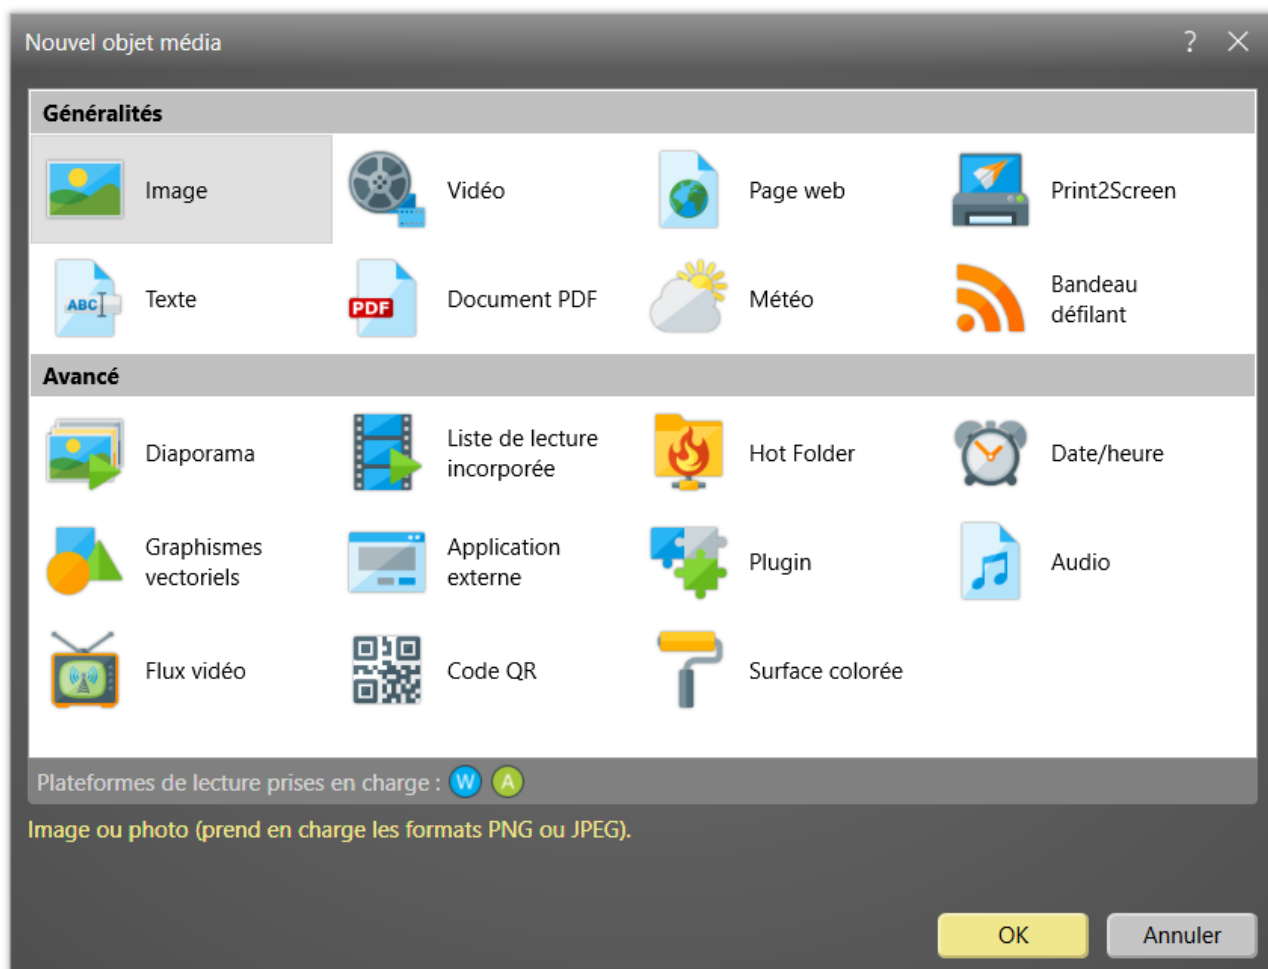 Nouvel objet média
?
Généralités
Image
Vidéo
Page web
Print2Screen
ABC
Texte
PDF
Document PDF
Météo
Bandeau
défilant
Avancé
Diaporama
Liste de lecture
incorporée
Hot Folder
Date/heure
Graphismes
vectoriels
Application
externe
Plugin
Audio
Flux vidéo
Code QR
Surface colorée
Plateformes de lecture prises en charge : W A
Image ou photo (prend en charge les formats PNG ou JPEG).
OK
Annuler